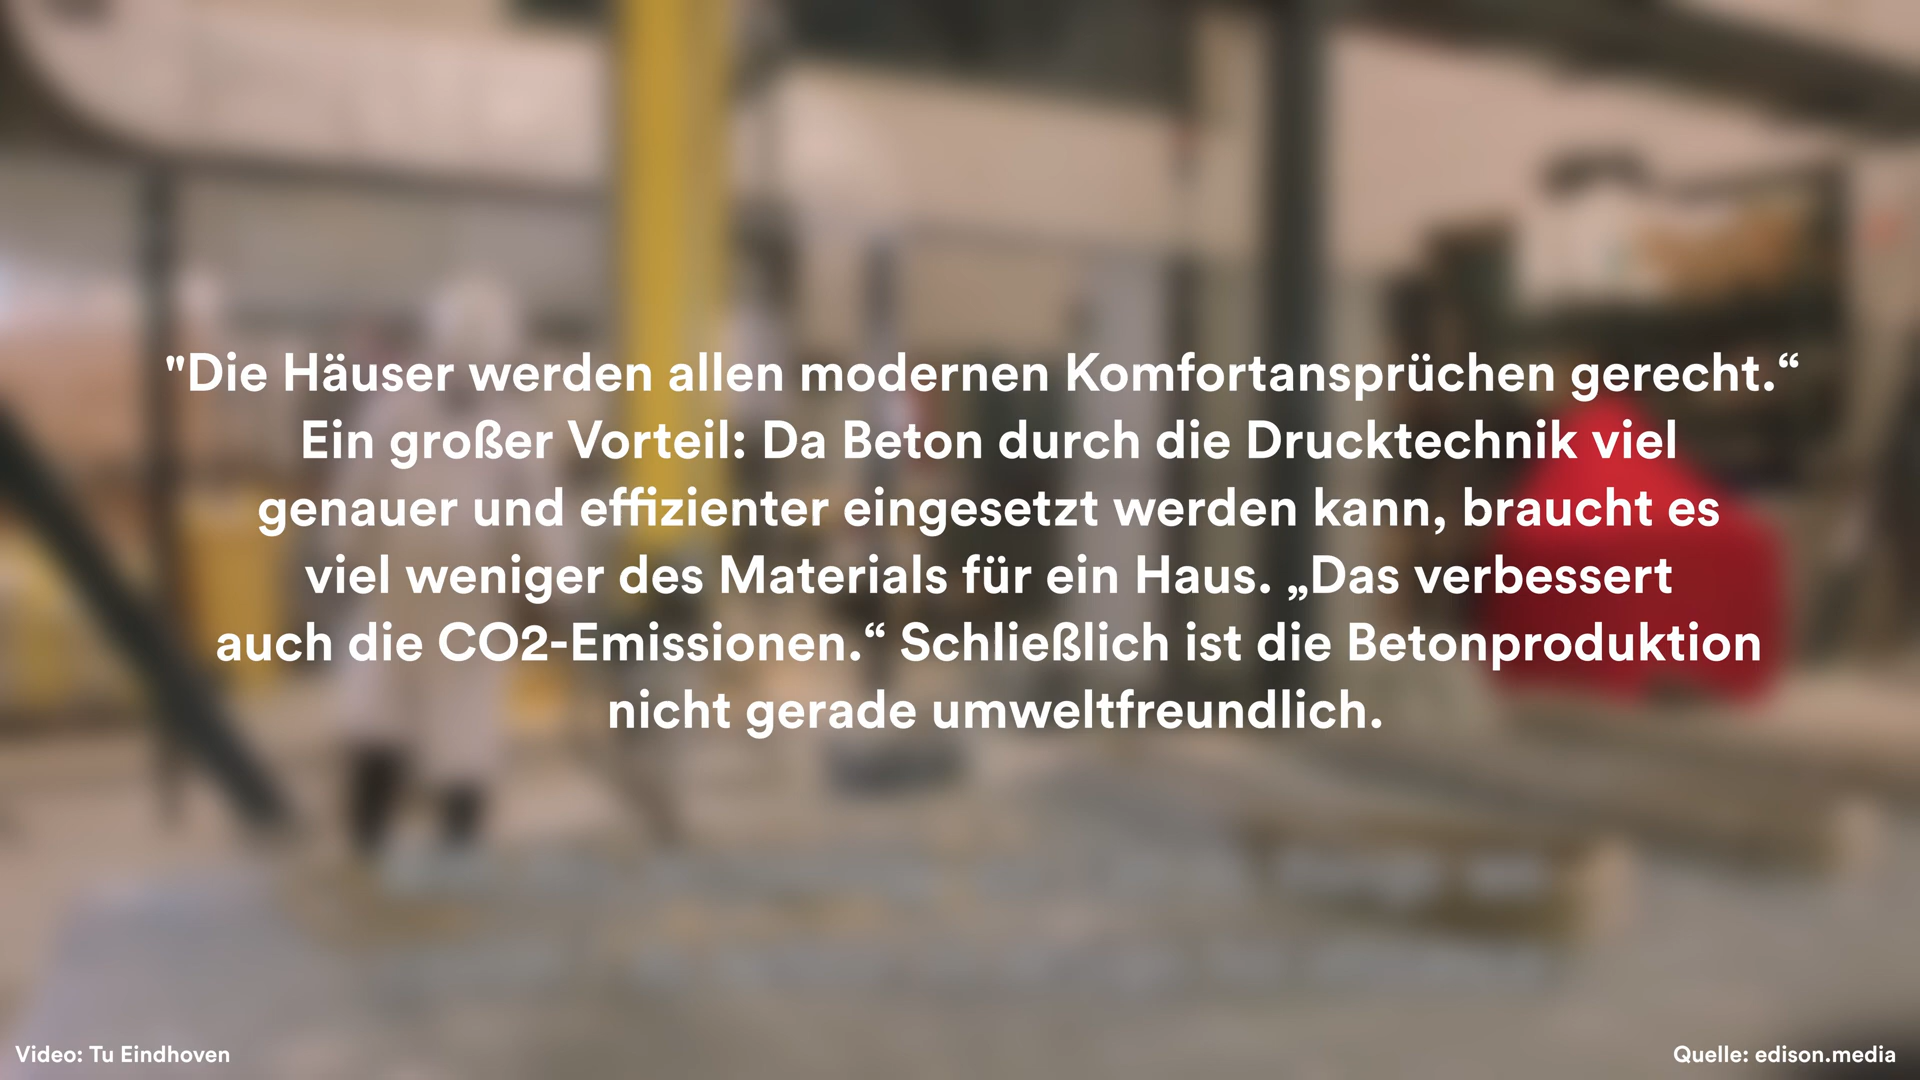 "Die Häuser werden allen modernen Komfortansprüchen gerecht.“
Ein großer Vorteil: Da Beton durch die Drucktechnik viel
genauer und effizienter eingesetzt werden kann, braucht es
viel weniger des Materials für ein Haus. „Das verbessert
auch die CO2-Emissionen.“ Schließlich ist die Betonproduktion
nicht gerade umweltfreundlich.
Video: Tu Eindhoven
Quelle: edison.media